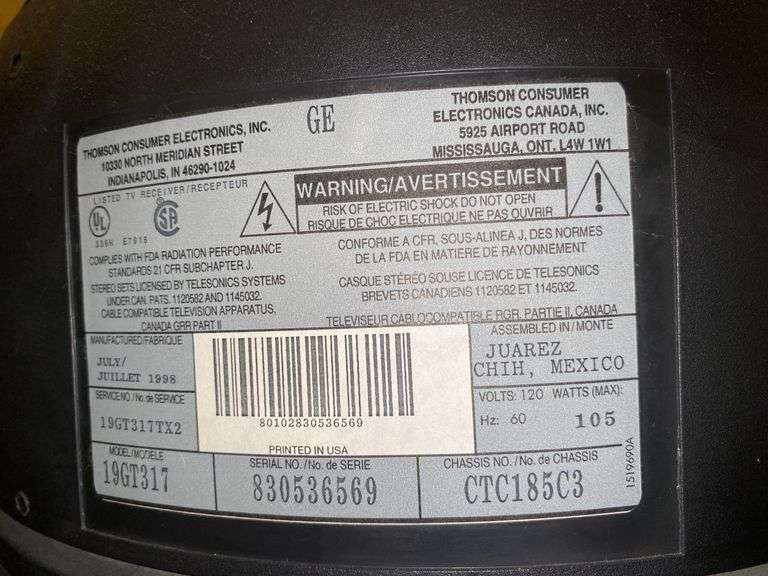 THOMSON CONSUMER ELECTRONICS, INC.
10330 NORTH MERIDIAN STREET
INDIANAPOLIS, IN 46290-1024
GE
THOMSON CONSUMER
ELECTRONICS CANADA, INC.
5925 AIRPORT ROAD
MISSISSAUGA, ONT. L4W 1W1
LISTED TV RECEIVER/RECEPTEUR
UL
SA
336H E7918
WARNING/AVERTISSEMENT
RISK OF ELECTRIC SHOCK DO NOT OPEN
RISQUE DE CHOC ELECTRIQUE NE PAS OUVRIR
COMPLIES WITH FDA RADIATION PERFORMANCE
STANDARDS 21 CFR SUBCHAPTER J.
STEREO SETS LICENSED BY TELESONICS SYSTEMS
UNDER CAN. PATS. 1120582 AND 1145032.
CABLE COMPATIBLE TELEVISION APPARATUS,
CANADA GRR PART II
CONFORME A CFR, SOUS-ALINEA J, DES NORMES
DE LA FDA EN MATIERE DE RAYONNEMENT
CASQUE STÉRÉO SOUSE LICENCE DE TELESONICS
BREVETS CANADIENS 1120582 ET 1145032.
TELEVISEUR CABLOCOMPATIBLE RGR, PARTIE II, CANADA
MANUFACTURED/FABRIQUE
JULY/
JUILLET 1998
SERVICE NO./No. de SERVICE
19GT317TX2
MODEL/MODELE
19GT317
80102830536569
PRINTED IN USA
SERIAL NO./No. de SERIE
830536569
ASSEMBLED IN/MONTE
JUAREZ
CHIH, MEXICO
VOLTS: 120 WATTS (MAX):
Hz: 60 105
CHASSIS NO./No. de CHASSIS
CTC185C3
1519690A